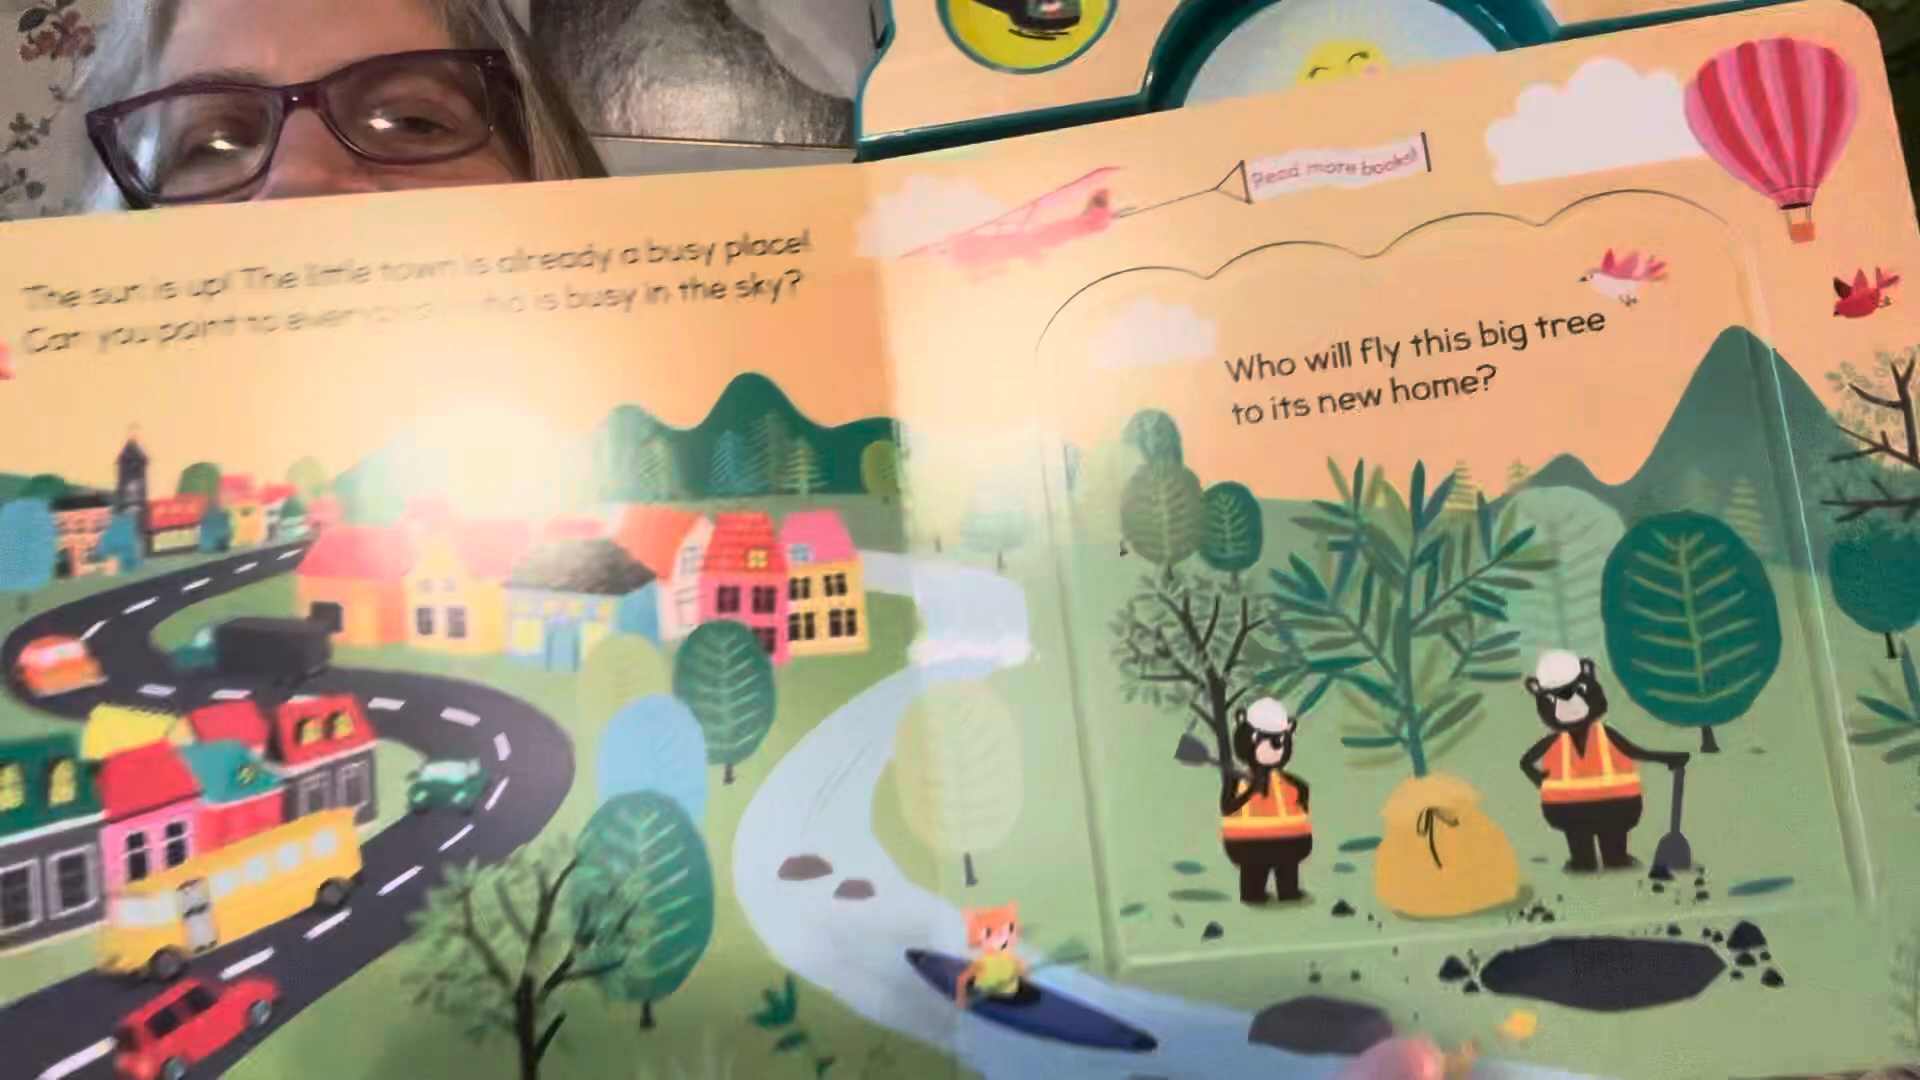 The sun is up! The little town is already a busy place!
Can you point to who is busy in the sky?
Read more books!
Who will fly this big tree
to its new home?